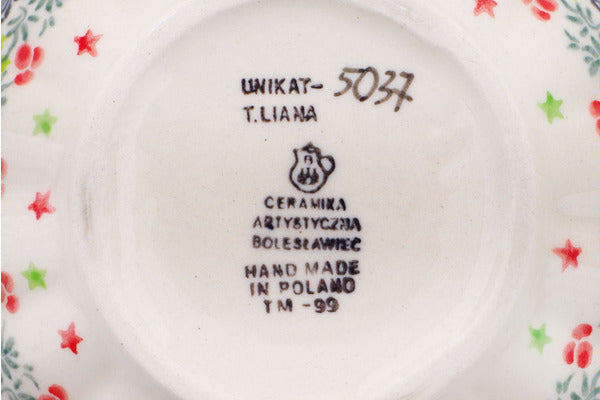 UNIKAT- 5037
T.LIANA
CERAMIKA
ARTYSTYCZNA
BOLESŁAWIEC
HAND MADE
IN POLAND
TM -99